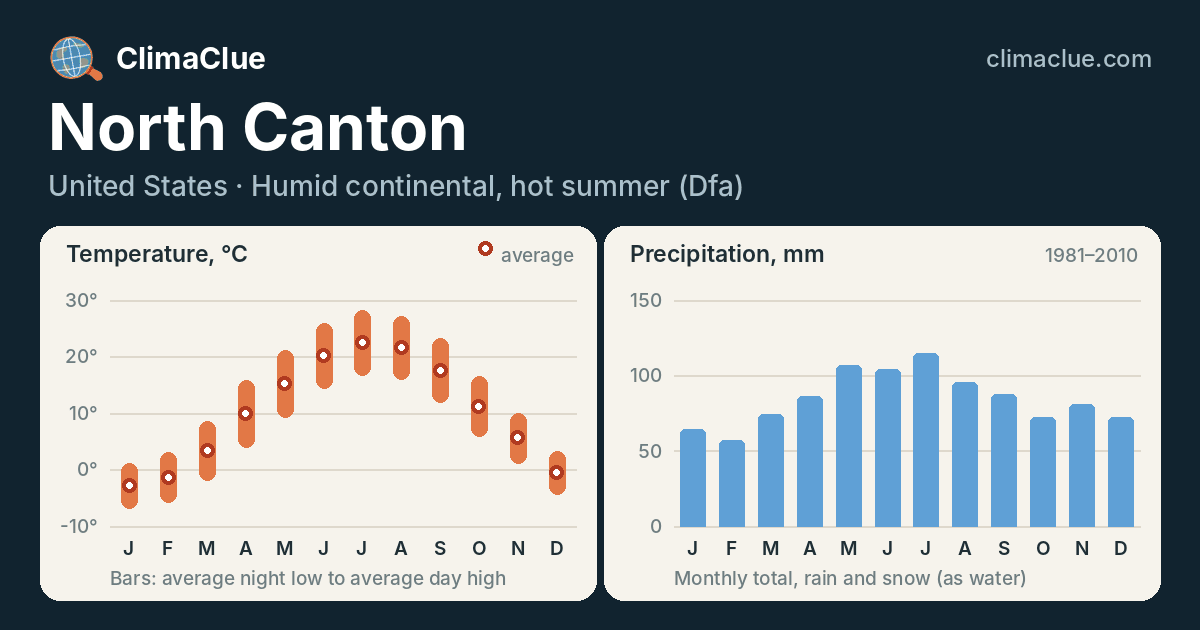 ClimaClue
climaclue.com
North Canton
United States · Humid continental, hot summer (Dfa)
Temperature, °C
average
30°
20°
10°
0°
-10°
J F M A M J J A S O N D
Bars: average night low to average day high
Precipitation, mm
1981–2010
150
100
50
0
J F M A M J J A S O N D
Monthly total, rain and snow (as water)